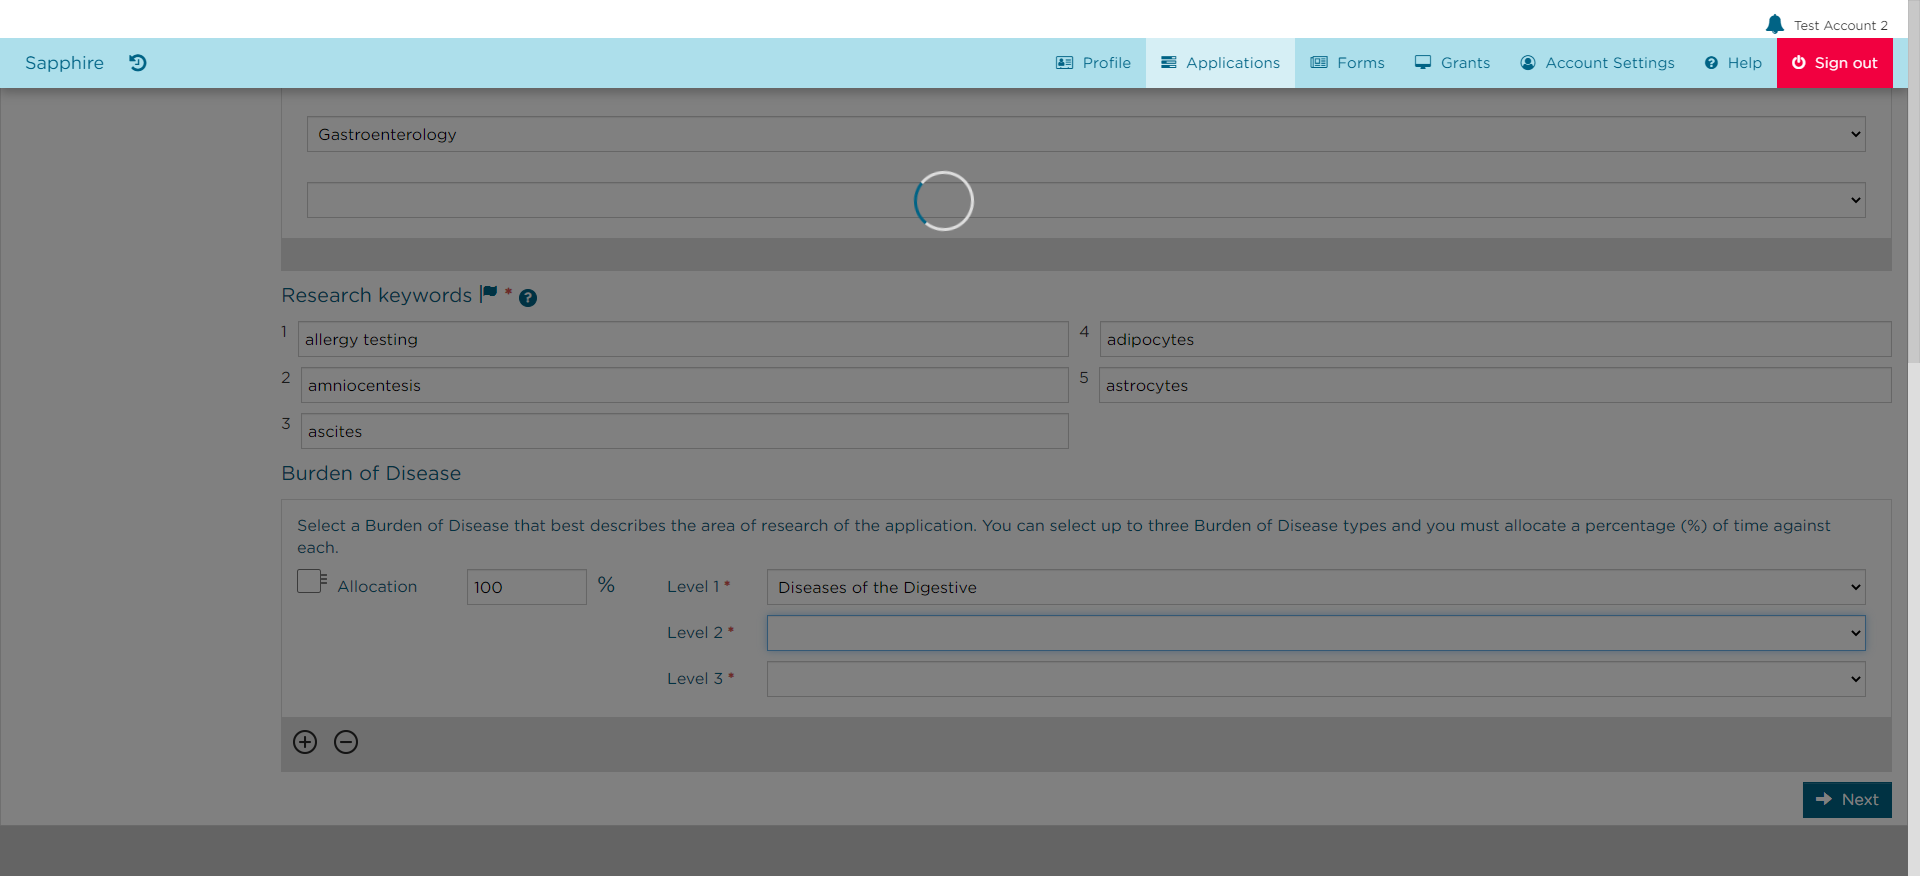 Test Account 2
Sapphire Profile Applications Forms Grants Account Settings Help Sign out
Gastroenterology
Research keywords *
1 allergy testing 4 adipocytes
2 amniocentesis 5 astrocytes
3 ascites
Burden of Disease
Select a Burden of Disease that best describes the area of research of the application. You can select up to three Burden of Disease types and you must allocate a percentage (%) of time against
each.
Allocation 100 % Level 1 * Diseases of the Digestive
Level 2 *
Level 3 *
Next